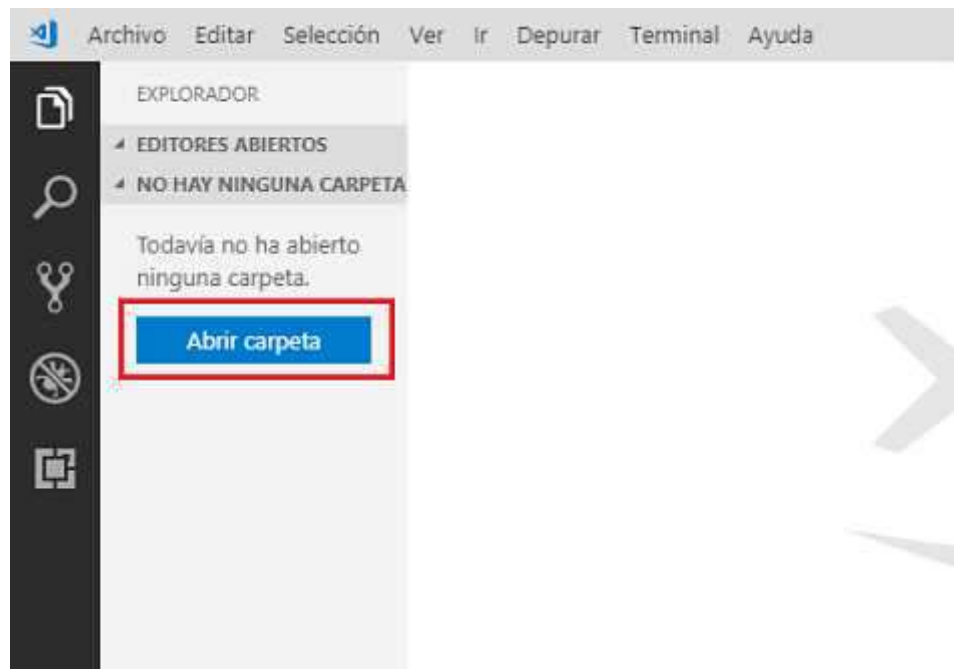 Archivo Editar Selección Ver Ir Depurar Terminal Ayuda
EXPLORADOR
EDITORES ABIERTOS
NO HAY NINGUNA CARPETA
Todavía no ha abierto
ninguna carpeta.
Abrir carpeta